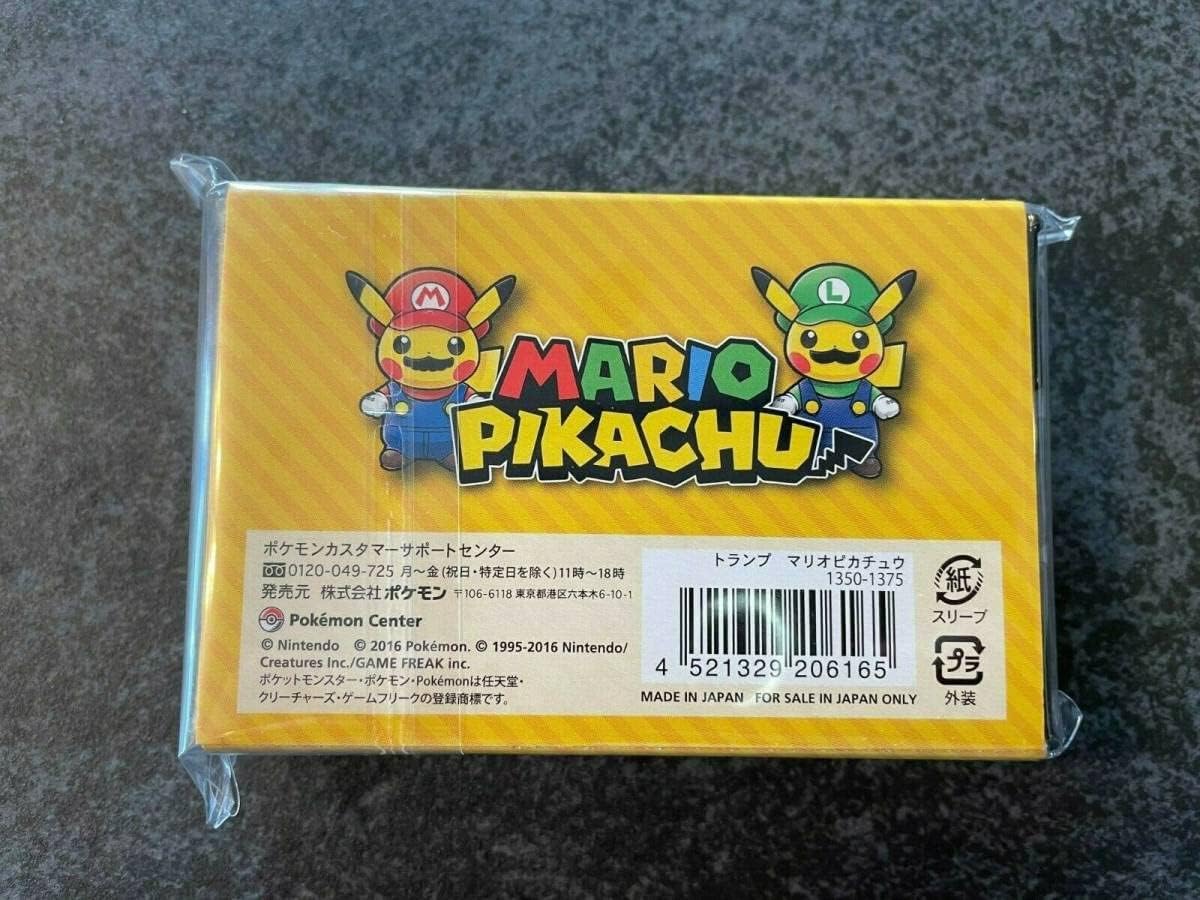 M
L
MARIO
PIKACHU
ポケモンカスタマーサポートセンター
0120-049-725 月〜金(祝日・特定日を除く)11時〜18時
発売元 株式会社ポケモン 〒106-6118 東京都港区六本木6-10-1
Pokémon Center
© Nintendo © 2016 Pokémon. © 1995-2016 Nintendo/
Creatures Inc./GAME FREAK inc.
ポケットモンスター・ポケモン・Pokémonは任天堂・
クリーチャーズ・ゲームフリークの登録商標です。
トランプ マリオピカチュウ
1350-1375
4 521329 206165
MADE IN JAPAN FOR SALE IN JAPAN ONLY
紙
スリーブ
プラ
外装